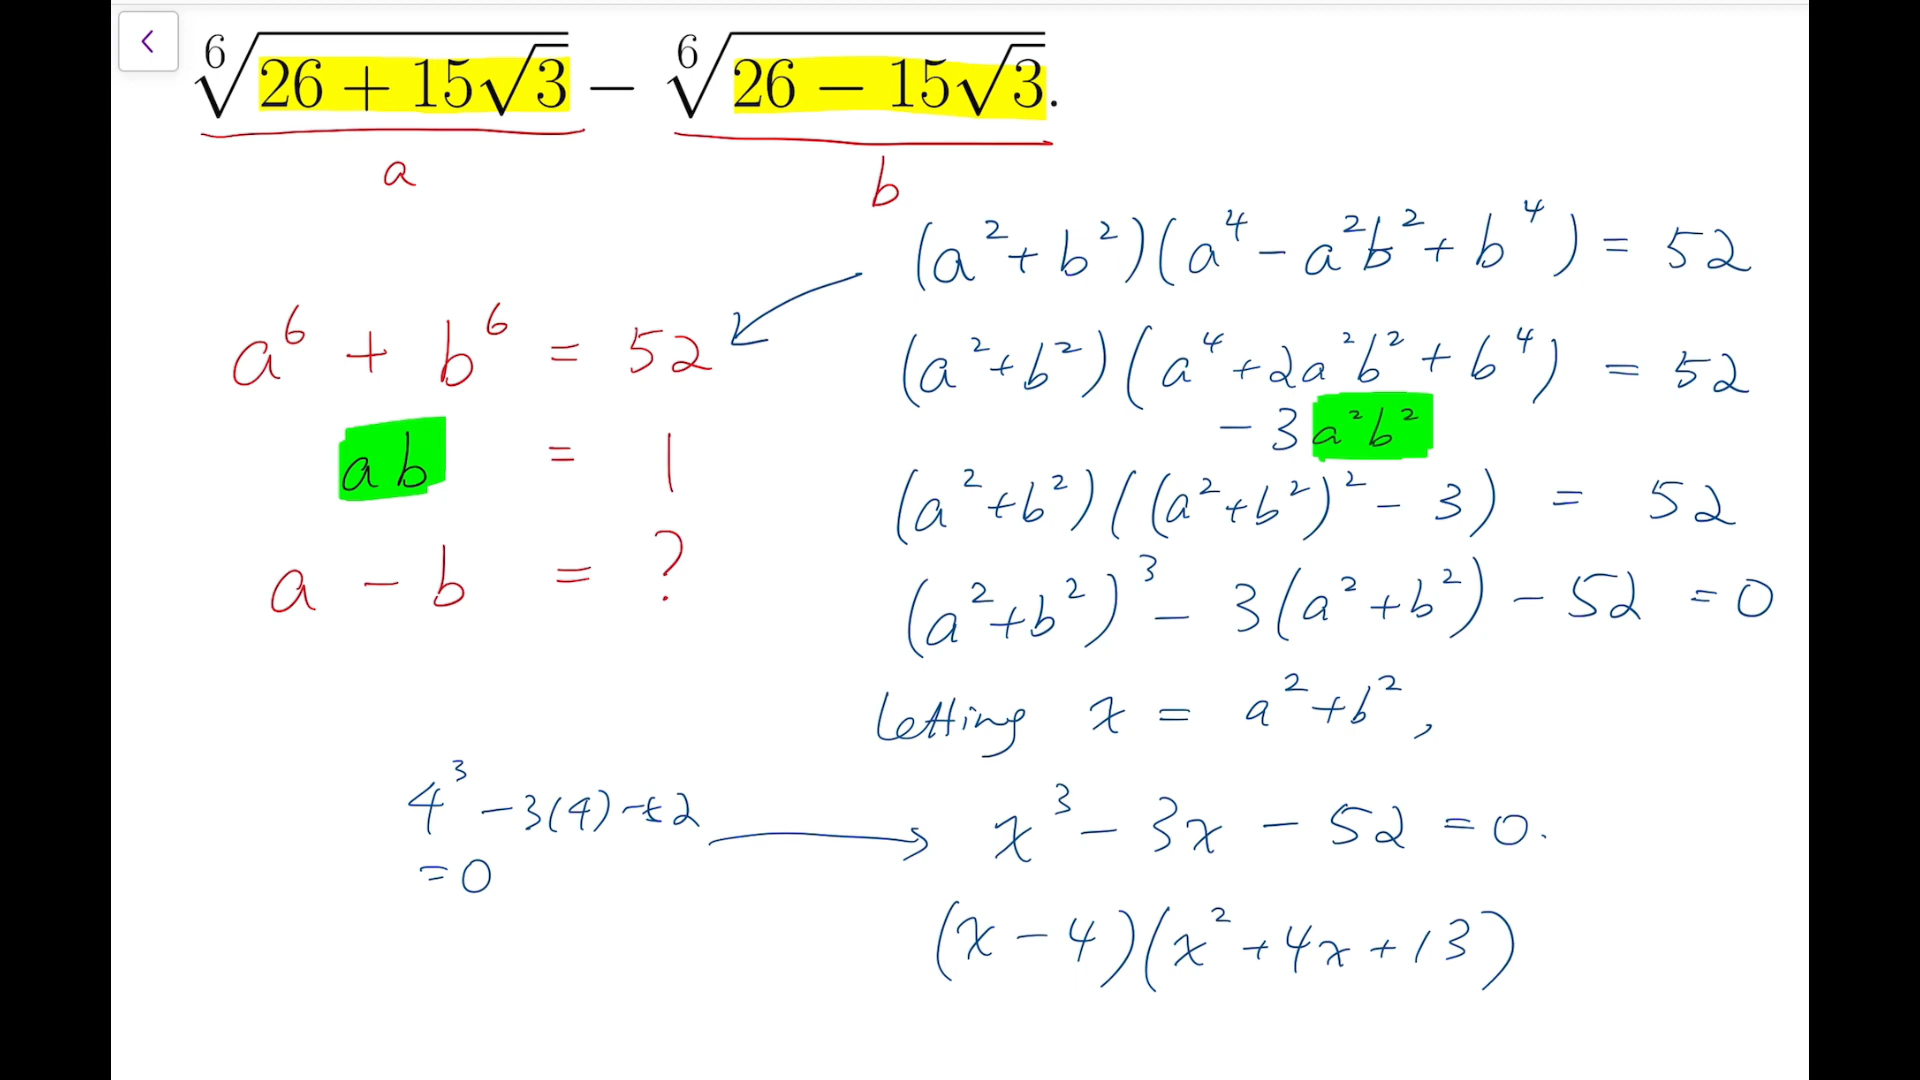 ⁶√(26 + 15√3) − ⁶√(26 − 15√3).
a b
a⁶ + b⁶ = 52
ab = 1
a − b = ?
(a² + b²)(a⁴ − a²b² + b⁴) = 52
(a² + b²)(a⁴ + 2a²b² + b⁴) = 52
− 3a²b²
(a² + b²)((a² + b²)² − 3) = 52
(a² + b²)³ − 3(a² + b²) − 52 = 0
letting x = a² + b²,
4³ − 3(4) − 52
= 0
x³ − 3x − 52 = 0.
(x − 4)(x² + 4x + 13)